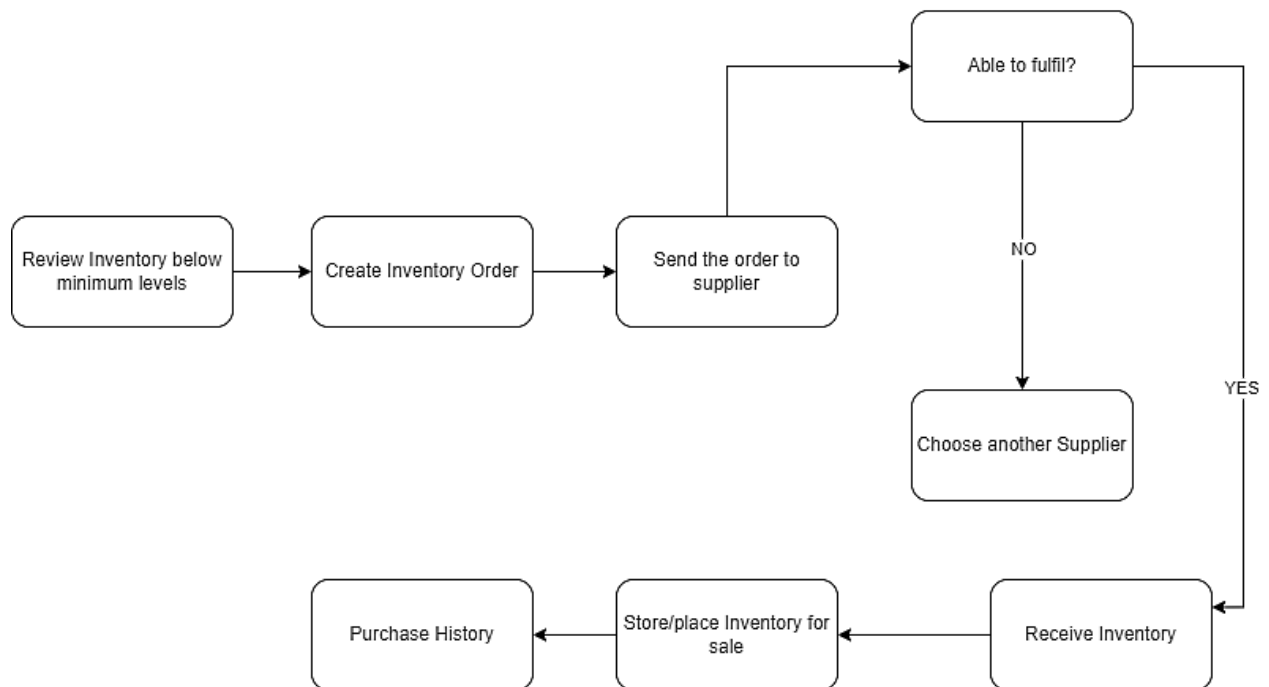 Able to fulfil?
Review Inventory below
minimum levels
Create Inventory Order
Send the order to
supplier
NO
YES
Choose another Supplier
Purchase History
Store/place Inventory for
sale
Receive Inventory